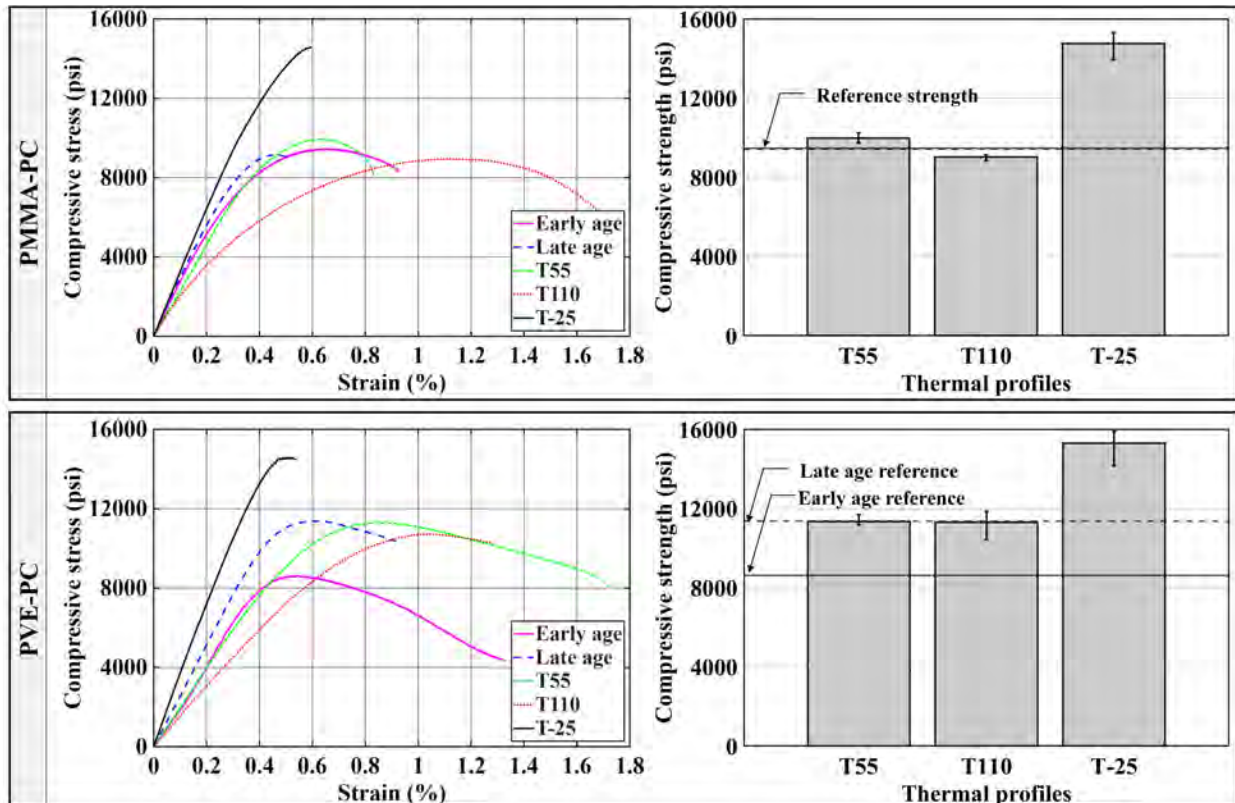 PMMA-PC
Compressive stress (psi)
16000
12000
8000
4000
0
Early age
Late age
T55
T110
T-25
0 0.2 0.4 0.6 0.8 1 1.2 1.4 1.6 1.8
Strain (%)
Compressive strength (psi)
16000
12000
8000
4000
0
Reference strength
T55 T110 T-25
Thermal profiles
PVE-PC
Compressive stress (psi)
16000
12000
8000
4000
0
Early age
Late age
T55
T110
T-25
0 0.2 0.4 0.6 0.8 1 1.2 1.4 1.6 1.8
Strain (%)
Compressive strength (psi)
16000
12000
8000
4000
0
Late age reference
Early age reference
T55 T110 T-25
Thermal profiles